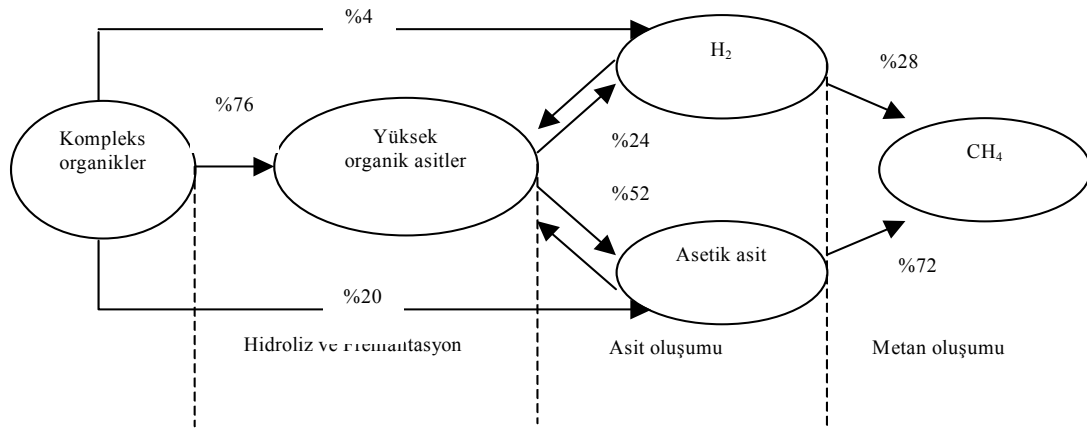 %4
H₂
%28
%76
Kompleks
organikler
Yüksek
organik asitler
%24
CH₄
%52
Asetik asit
%72
%20
Hidroliz ve
Asit oluşumu
Metan oluşumu